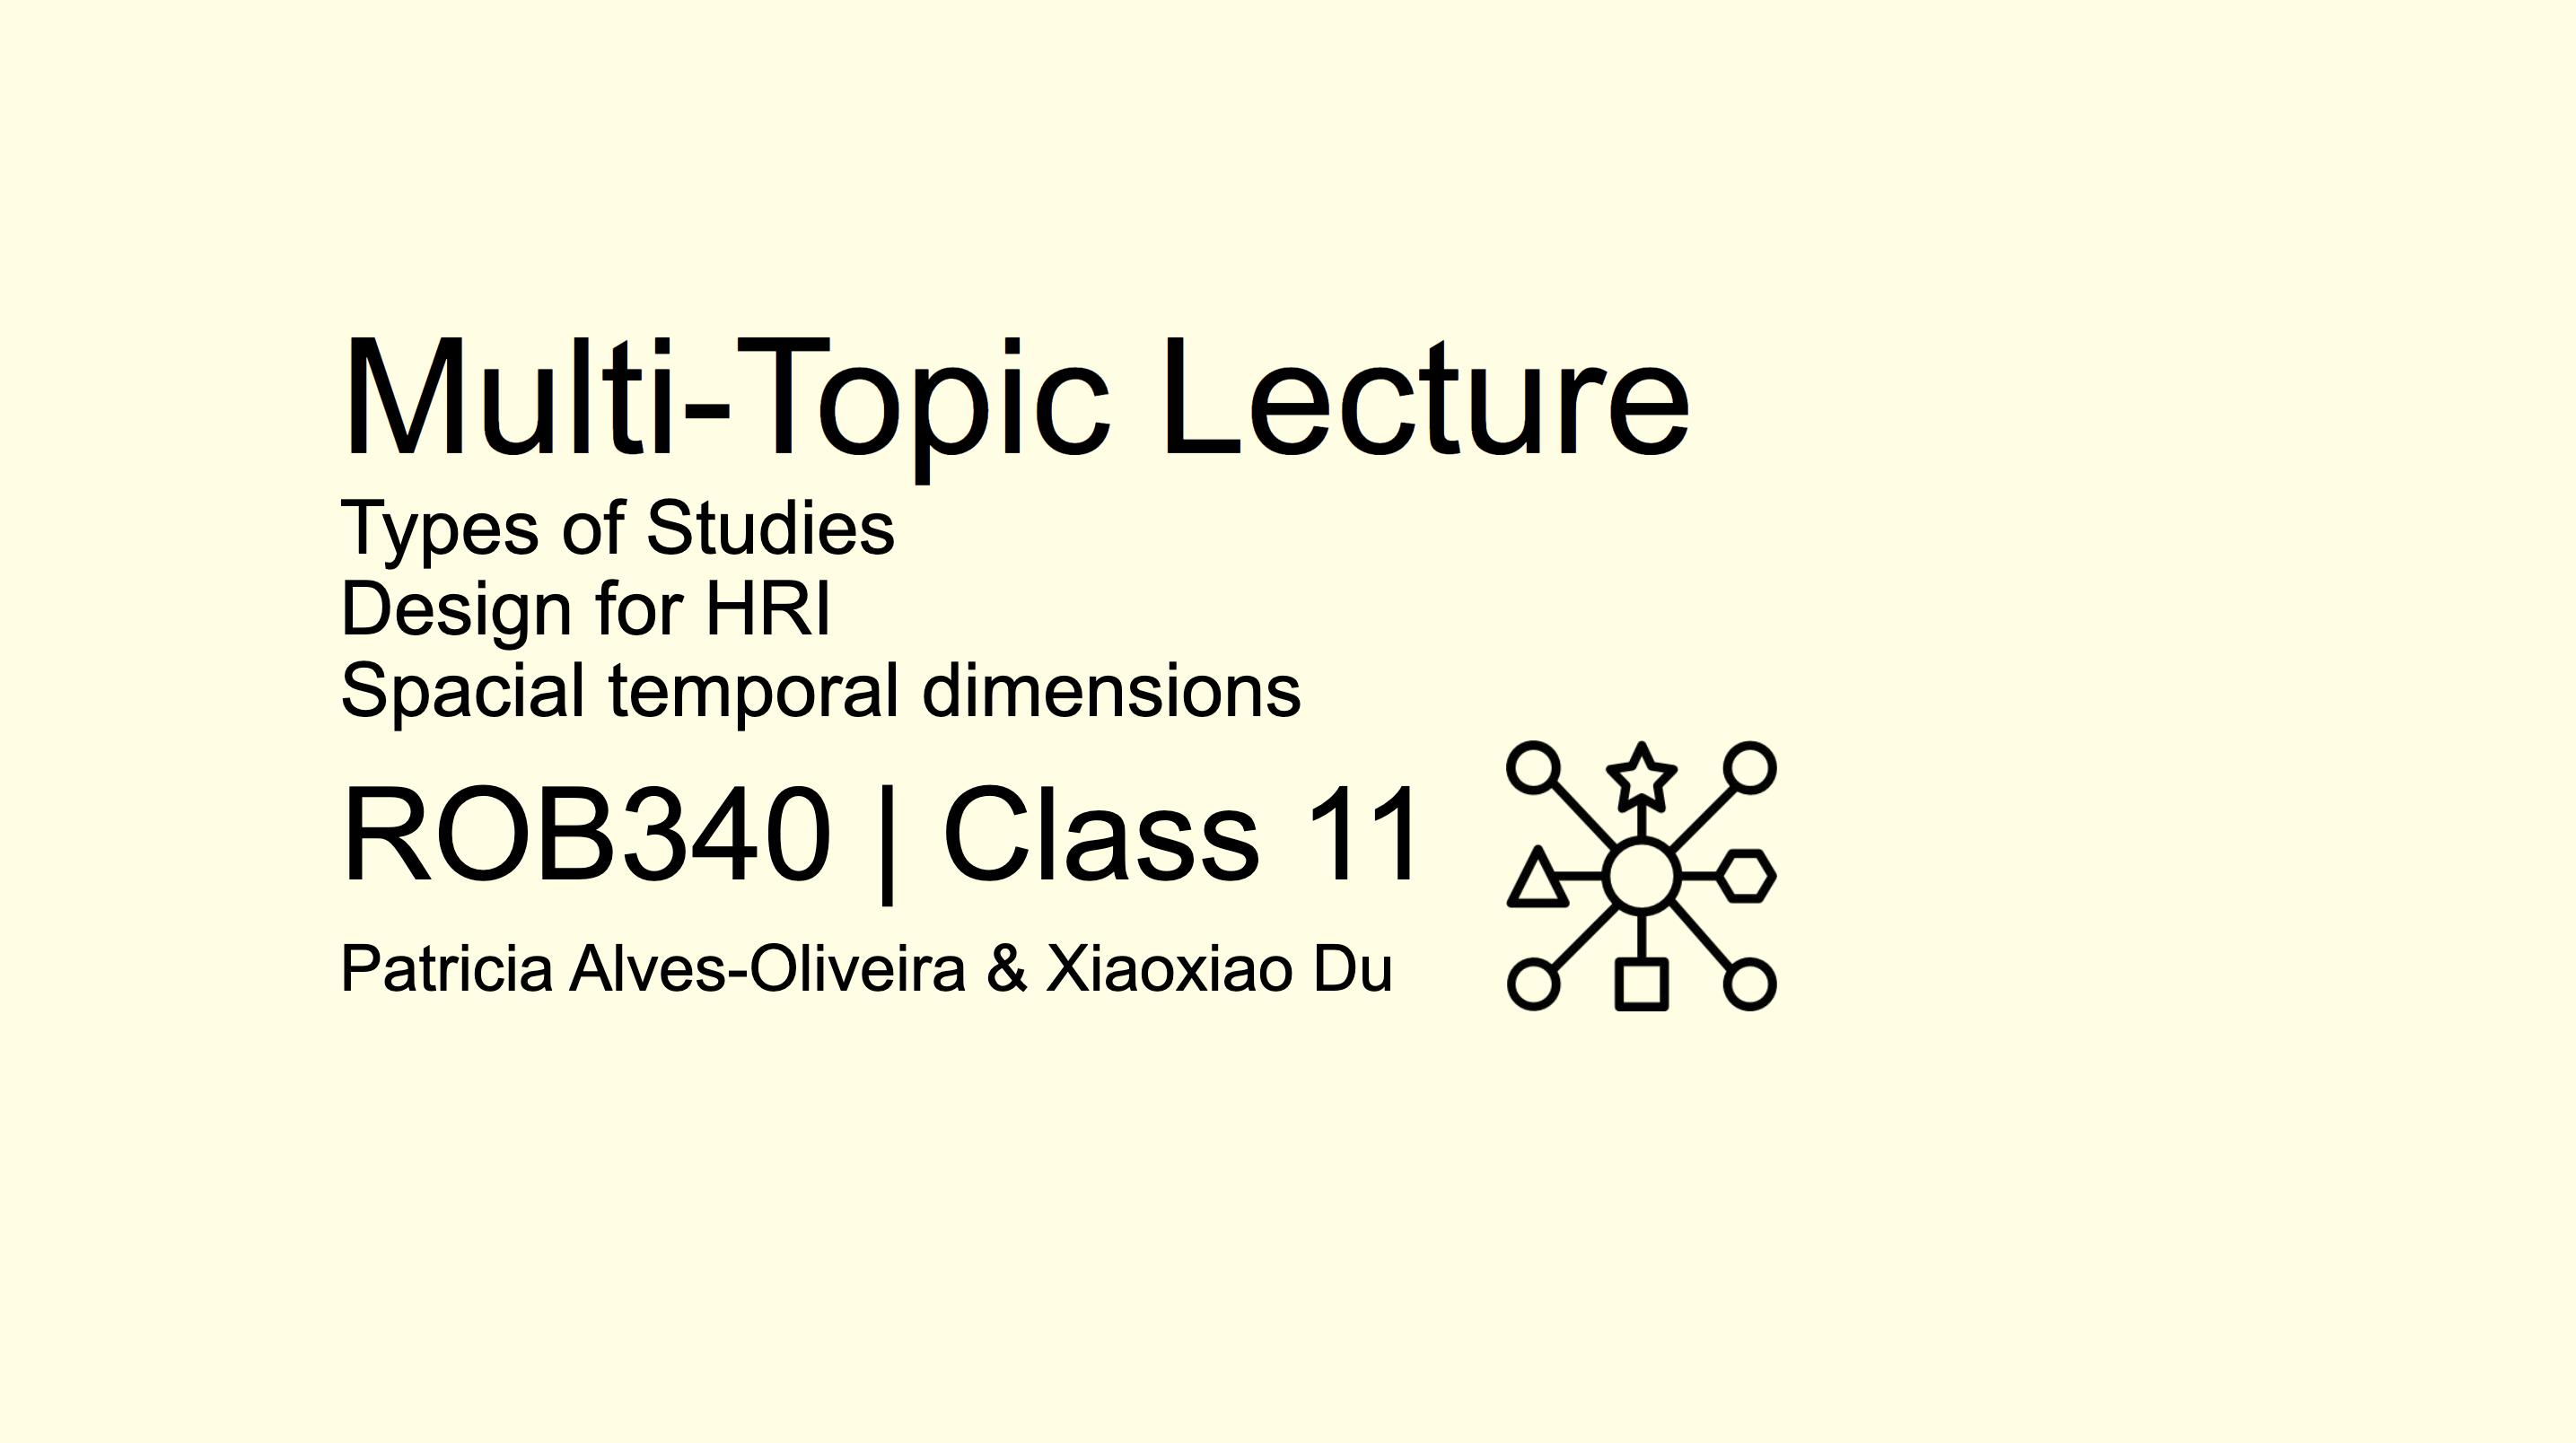 Multi-Topic Lecture
Types of Studies
Design for HRI
Spacial temporal dimensions
ROB340 | Class 11
Patricia Alves-Oliveira & Xiaoxiao Du